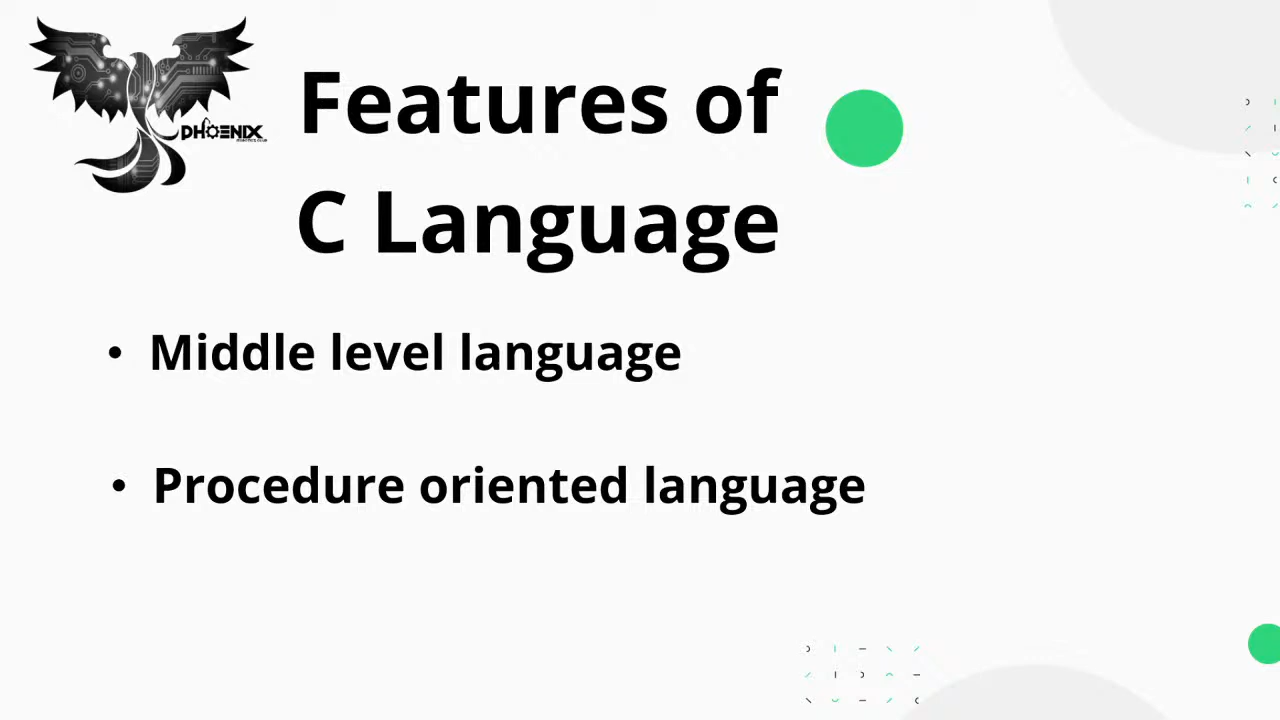 PHOENIX
Features of
C Language
• Middle level language
• Procedure oriented language